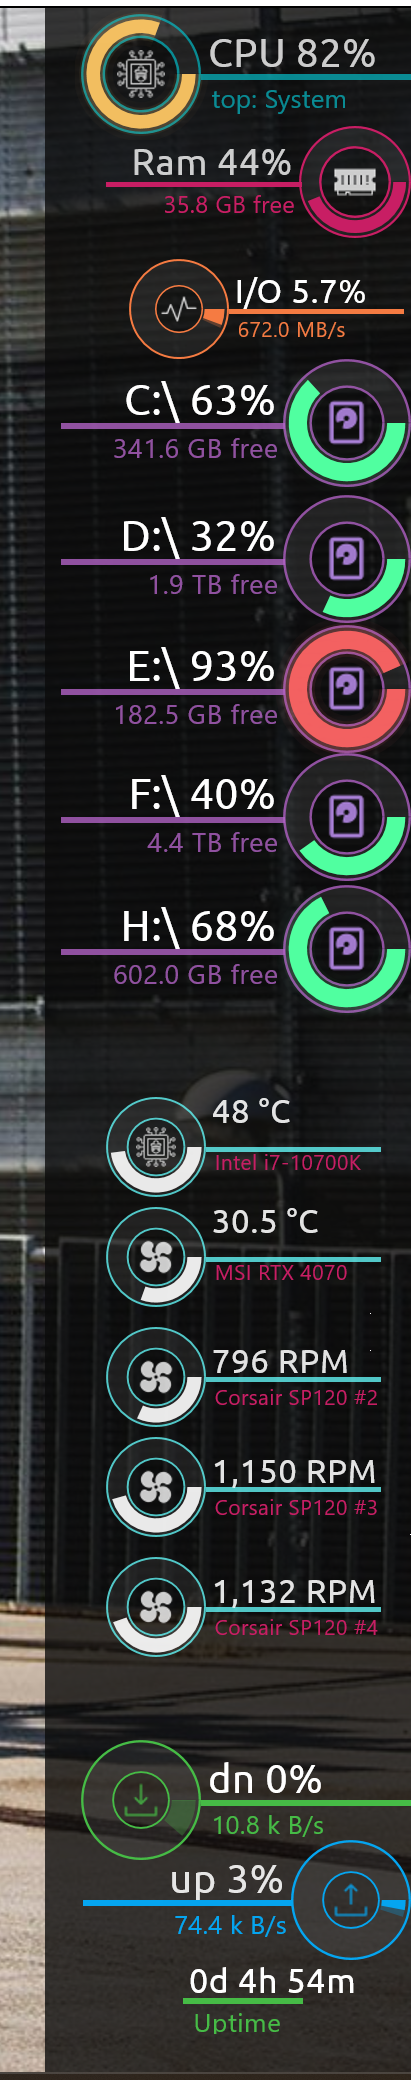 CPU 82%
top: System
Ram 44%
35.8 GB free
I/O 5.7%
672.0 MB/s
C:\ 63%
341.6 GB free
D:\ 32%
1.9 TB free
E:\ 93%
182.5 GB free
F:\ 40%
4.4 TB free
H:\ 68%
602.0 GB free
48 °C
Intel i7-10700K
30.5 °C
MSI RTX 4070
796 RPM
Corsair SP120 #2
1,150 RPM
Corsair SP120 #3
1,132 RPM
Corsair SP120 #4
dn 0%
10.8 k B/s
up 3%
74.4 k B/s
0d 4h 54m
Uptime